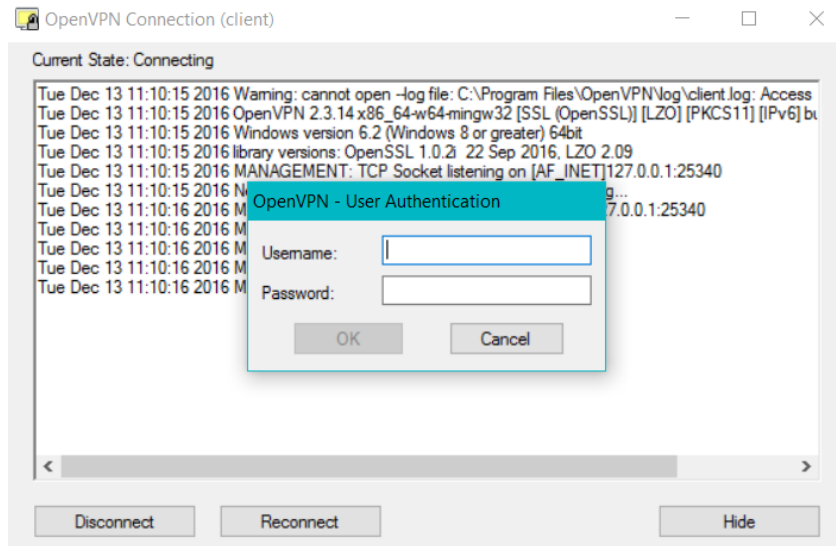 OpenVPN Connection (client)
Current State: Connecting
Tue Dec 13 11:10:15 2016 Warning: cannot open --log file: C:\Program Files\OpenVPN\log\client.log: Access
Tue Dec 13 11:10:15 2016 OpenVPN 2.3.14 x86_64-w64-mingw32 [SSL (OpenSSL)] [LZO] [PKCS11] [IPv6] bu
Tue Dec 13 11:10:15 2016 Windows version 6.2 (Windows 8 or greater) 64bit
Tue Dec 13 11:10:15 2016 library versions: OpenSSL 1.0.2i 22 Sep 2016, LZO 2.09
Tue Dec 13 11:10:15 2016 MANAGEMENT: TCP Socket listening on [AF_INET]127.0.0.1:25340
Tue Dec 13 11:10:15 2016 N g...
Tue Dec 13 11:10:16 2016 M 7.0.0.1:25340
Tue Dec 13 11:10:16 2016 M
Tue Dec 13 11:10:16 2016 M
Tue Dec 13 11:10:16 2016 M
Tue Dec 13 11:10:16 2016 M
OpenVPN - User Authentication
Username:
Password:
OK Cancel
Disconnect Reconnect Hide